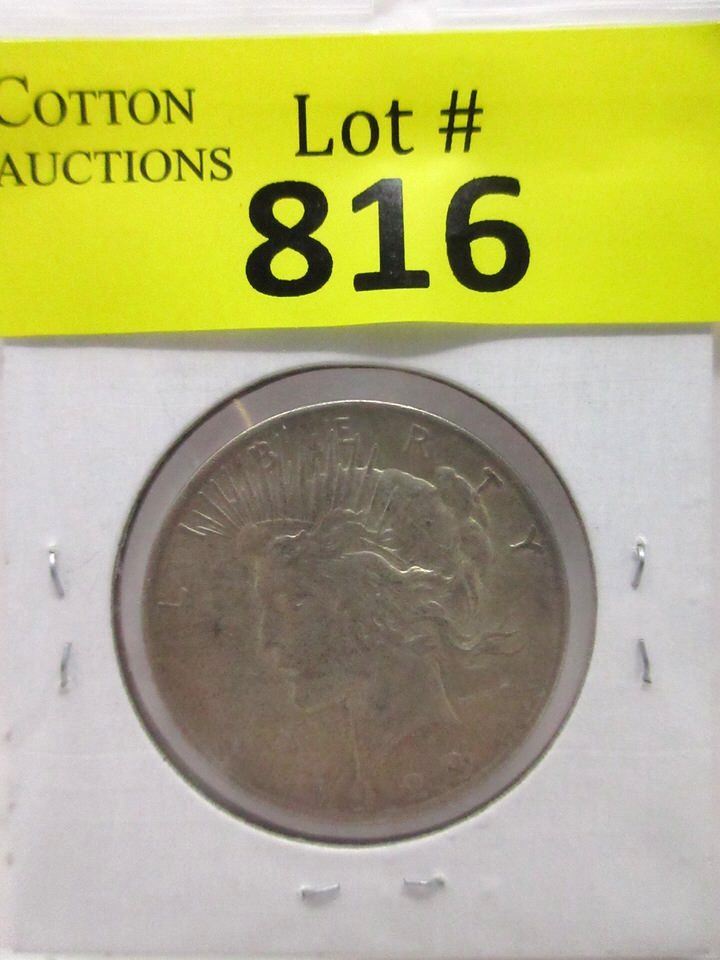 COTTON
AUCTIONS
Lot #
816
LIBERTY